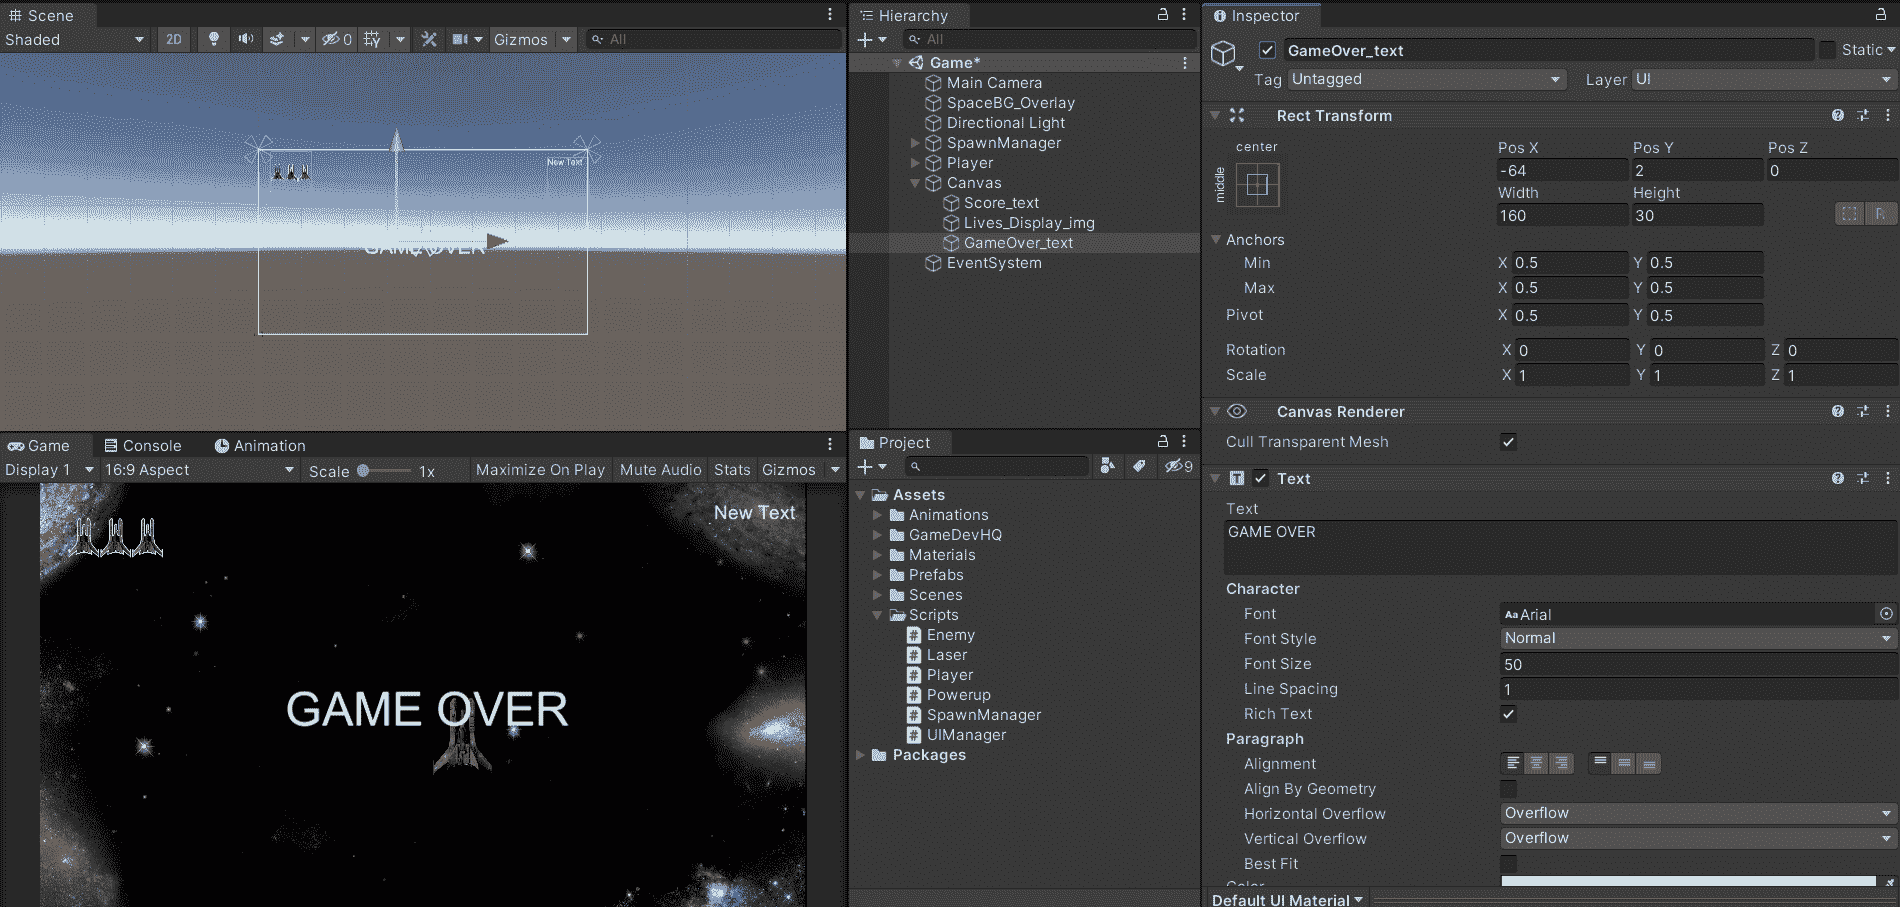 Scene
Shaded
2D
0
Gizmos
All
New Text
GAME OVER
Game
Console
Animation
Display 1
16:9 Aspect
Scale
1x
Maximize On Play
Mute Audio
Stats
Gizmos
New Text
GAME OVER
Hierarchy
All
Game*
Main Camera
SpaceBG_Overlay
Directional Light
SpawnManager
Player
Canvas
Score_text
Lives_Display_img
GameOver_text
EventSystem
Project
9
Assets
Animations
GameDevHQ
Materials
Prefabs
Scenes
Scripts
Enemy
Laser
Player
Powerup
SpawnManager
UIManager
Packages
Inspector
GameOver_text
Static
Tag Untagged Layer UI
Rect Transform
center
middle
Pos X Pos Y Pos Z
-64 2 0
Width Height
160 30
R
Anchors
Min X 0.5 Y 0.5
Max X 0.5 Y 0.5
Pivot X 0.5 Y 0.5
Rotation X 0 Y 0 Z 0
Scale X 1 Y 1 Z 1
Canvas Renderer
Cull Transparent Mesh
Text
Text
GAME OVER
Character
Font Aa Arial
Font Style Normal
Font Size 50
Line Spacing 1
Rich Text
Paragraph
Alignment
Align By Geometry
Horizontal Overflow Overflow
Vertical Overflow Overflow
Best Fit
Color
Default UI Material